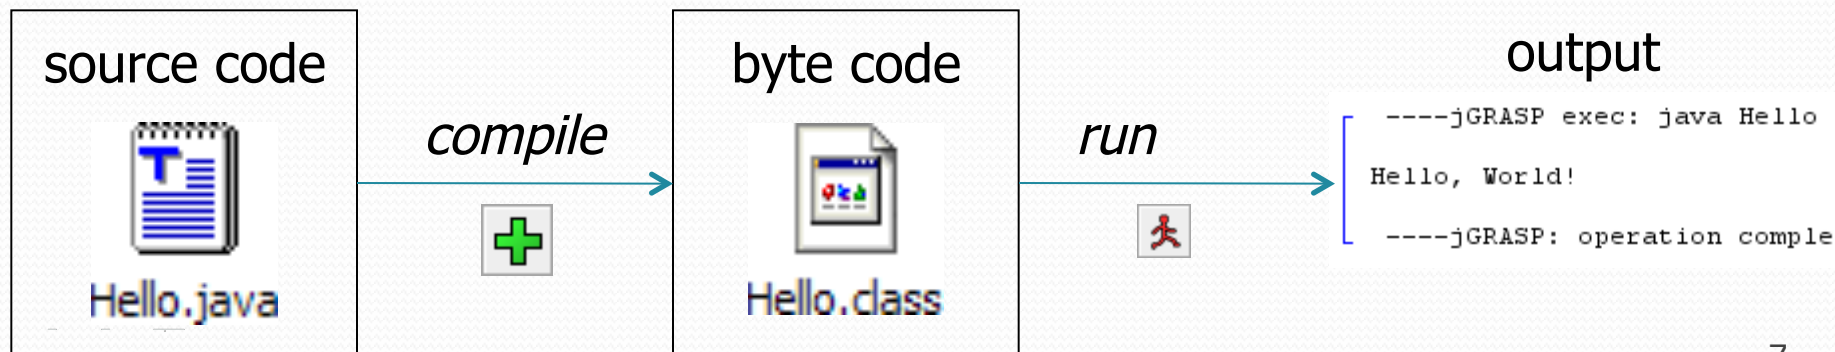 source code
Hello.java
compile
byte code
Hello.class
run
output
----jGRASP exec: java Hello
Hello, World!
----jGRASP: operation comple